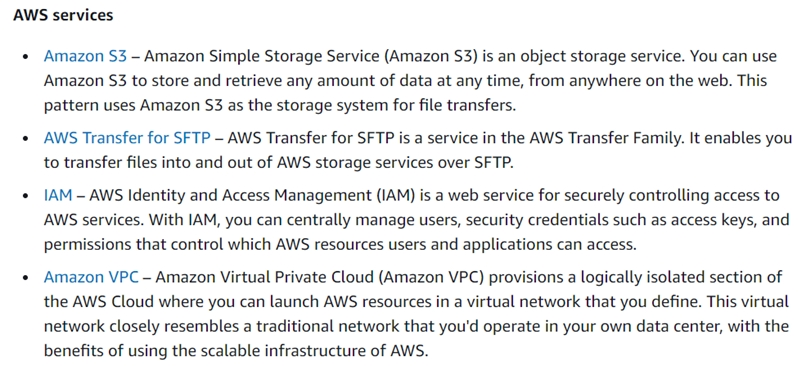 AWS services
• Amazon S3 – Amazon Simple Storage Service (Amazon S3) is an object storage service. You can use
Amazon S3 to store and retrieve any amount of data at any time, from anywhere on the web. This
pattern uses Amazon S3 as the storage system for file transfers.
• AWS Transfer for SFTP – AWS Transfer for SFTP is a service in the AWS Transfer Family. It enables you
to transfer files into and out of AWS storage services over SFTP.
• IAM – AWS Identity and Access Management (IAM) is a web service for securely controlling access to
AWS services. With IAM, you can centrally manage users, security credentials such as access keys, and
permissions that control which AWS resources users and applications can access.
• Amazon VPC – Amazon Virtual Private Cloud (Amazon VPC) provisions a logically isolated section of
the AWS Cloud where you can launch AWS resources in a virtual network that you define. This virtual
network closely resembles a traditional network that you'd operate in your own data center, with the
benefits of using the scalable infrastructure of AWS.